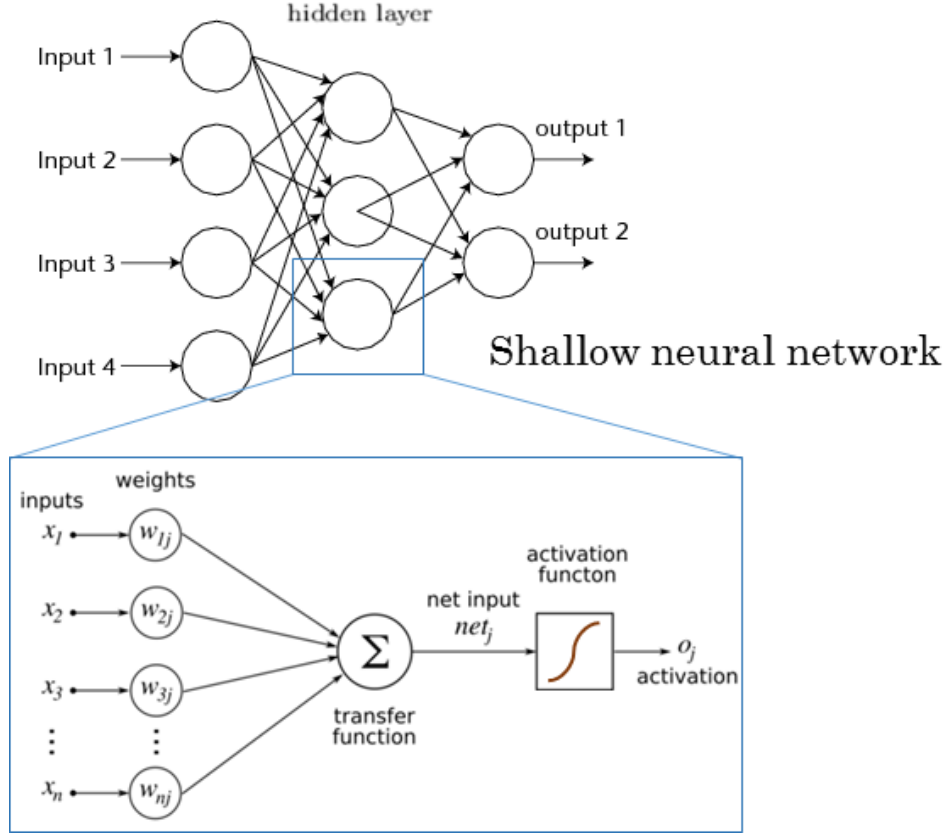 hidden layer
Input 1
Input 2
Input 3
Input 4
output 1
output 2
Shallow neural network
inputs
weights
x1
x2
x3
⋮
xn
w1j
w2j
w3j
⋮
wnj
Σ
transfer
function
net input
netj
activation
functon
oj
activation